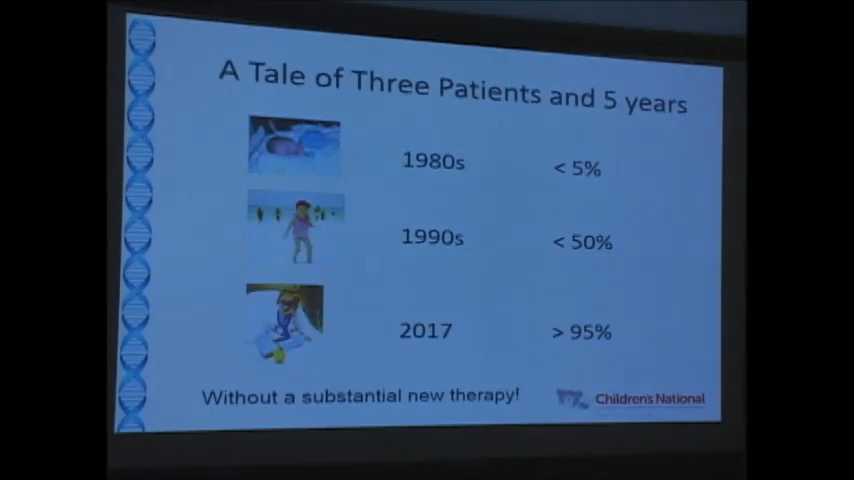 A Tale of Three Patients and 5 years
1980s < 5%
1990s < 50%
2017 > 95%
Without a substantial new therapy!
Children's National